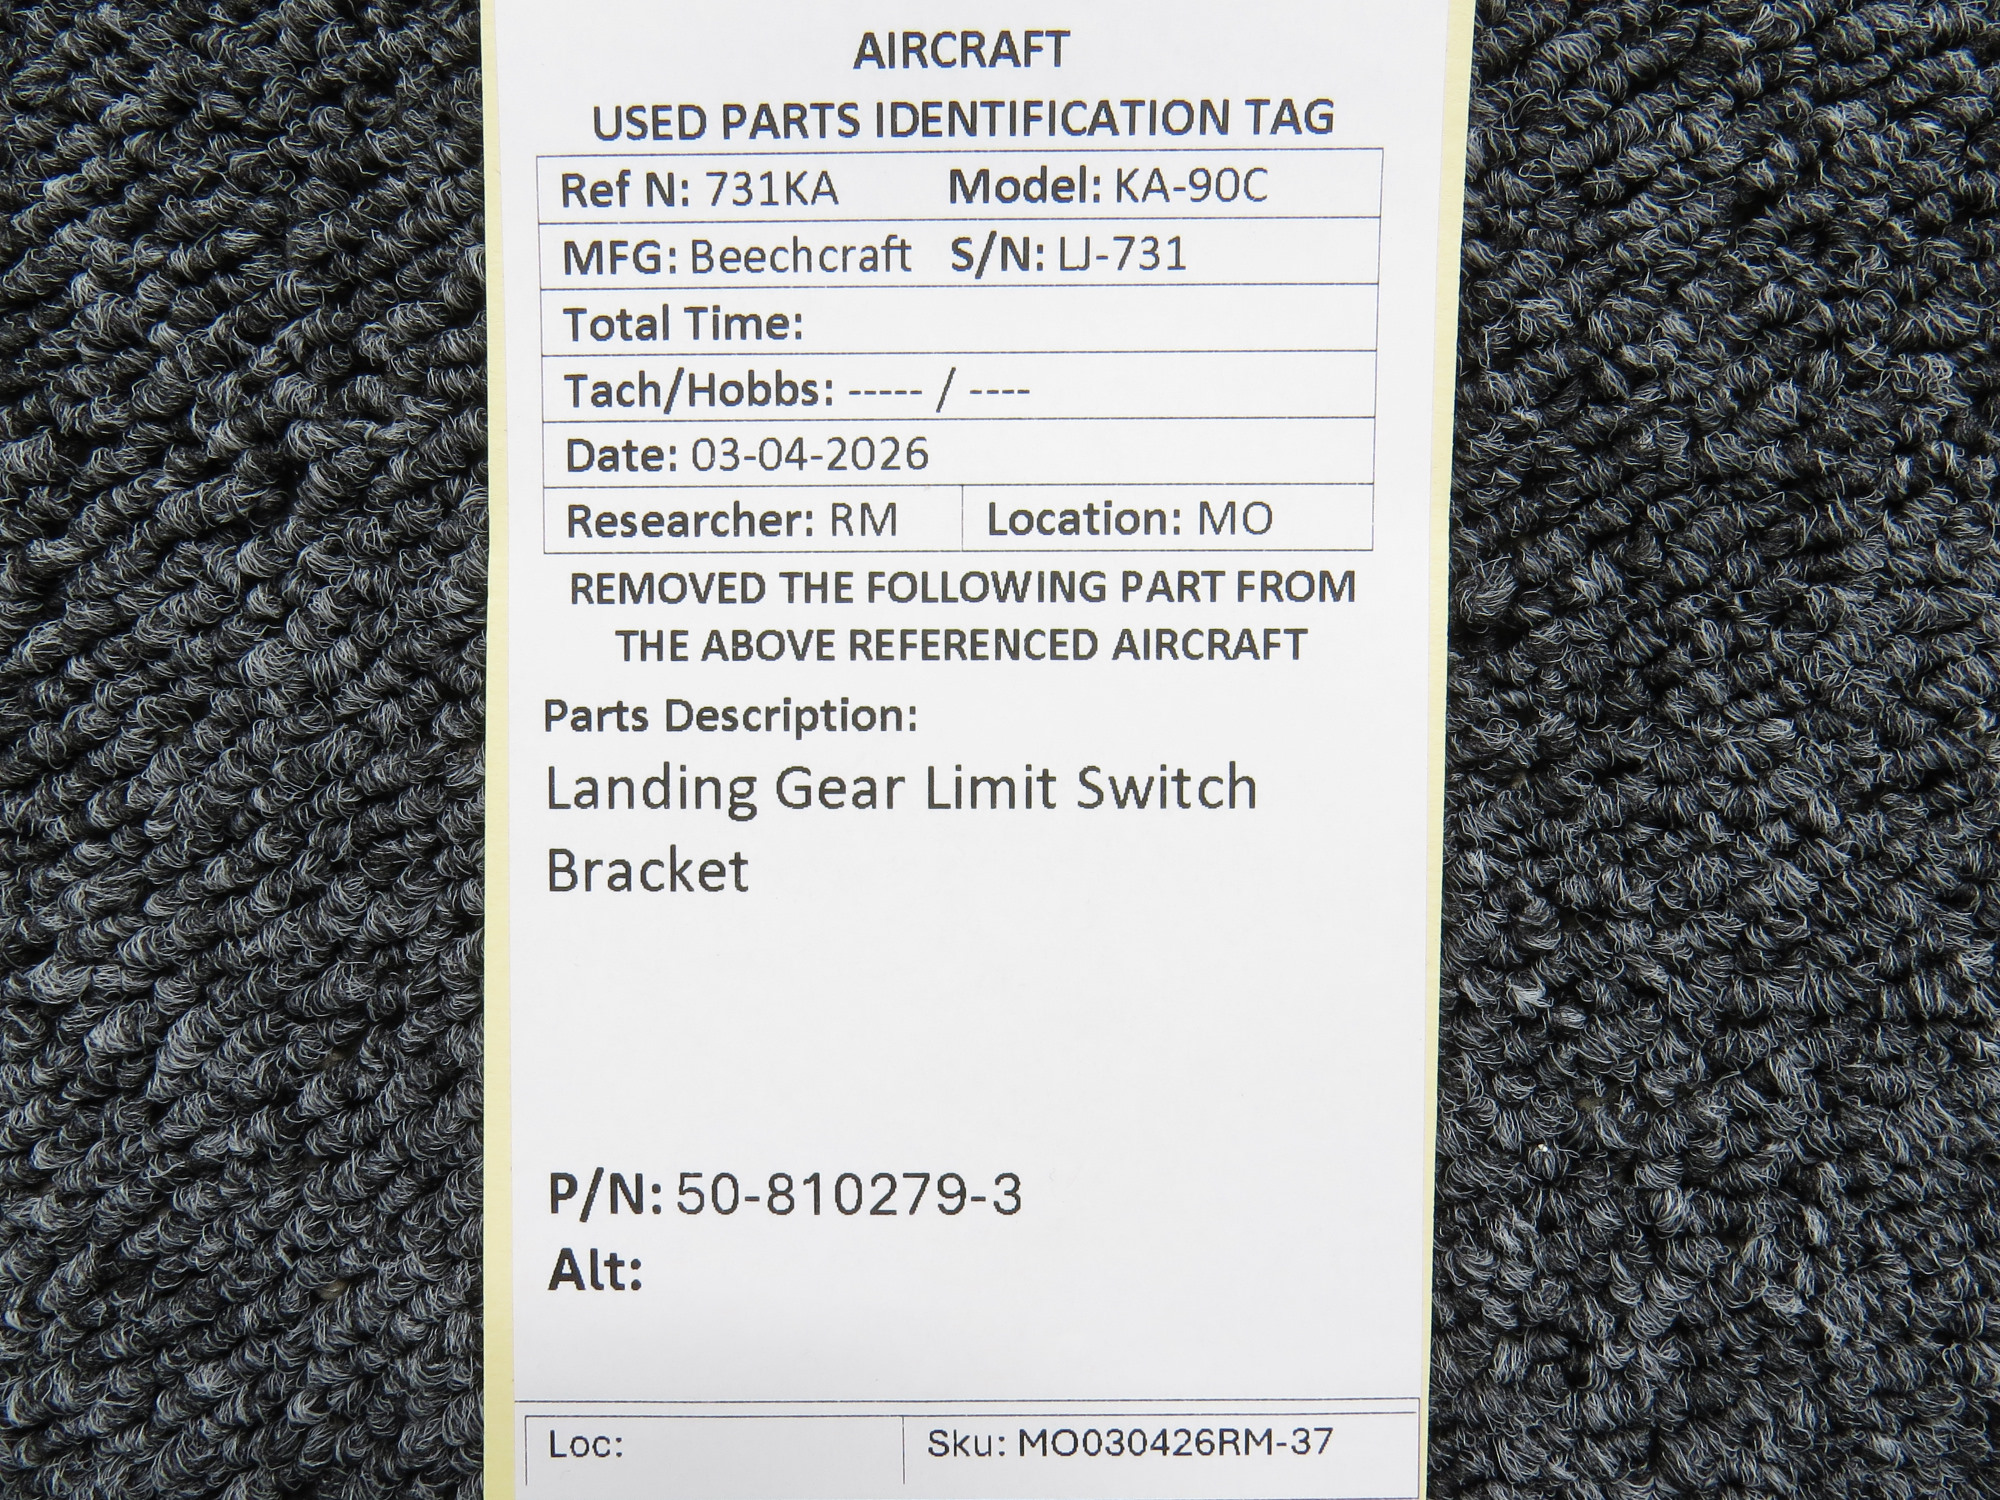 AIRCRAFT
USED PARTS IDENTIFICATION TAG
Ref N: 731KA Model: KA-90C
MFG: Beechcraft S/N: LJ-731
Total Time:
Tach/Hobbs: ----- / ----
Date: 03-04-2026
Researcher: RM Location: MO
REMOVED THE FOLLOWING PART FROM
THE ABOVE REFERENCED AIRCRAFT
Parts Description:
Landing Gear Limit Switch
Bracket
P/N: 50-810279-3
Alt:
Loc: Sku: MO030426RM-37